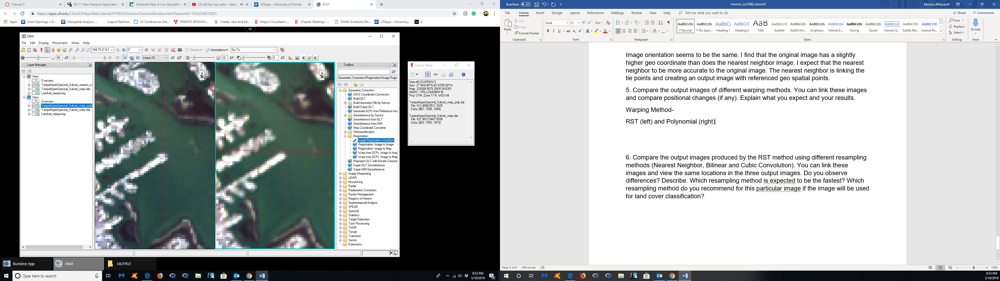 Tutorial 5
DS-11 New Passport Application
Fieldwork Fails: A Live Storytelling
(3) lofi hip hop radio - beats
UFApps - University of Florida
ENVI
https://apps.ufl.edu/Citrix/UFAppsWeb/clients/HTML5Client/src/SessionWindow.html?launchid=1552258670003
Apps
Grad Openings » D...
Geospatial Analysis ...
Logout Redirect
23 Conferences Dat...
REMOTE SENSING ...
Create, view and ed...
https://virtuallearn....
Chapter Meeting – ...
GSAW-Schedule-De...
UFApps - University...
a
ENVI
File Edit Display Placemarks Views Help
744.7% (7.4:1
0°
Vectors
Annotations
Go To
50
20
Linear 2%
10
0
Layer Manager
View
Overview
TampaHyperSpectral_Subset_nearest_rs
TampaHyperSpectral_Subset_warp.dat
Landsat_tampa.img
View
Overview
TampaHyperSpectral_Subset_warp_poly
TampaHyperSpectral_Subset_warp.dat
Landsat_tampa.img
N
N
Toolbox
/Geometric Correction/Registration/Image Regis
Geometric Correction
ASCII Coordinate Conversion
Build GLT
Build Geometry File by Sensor
Build Super GLT
Generate GCPs from Reference Ima
Georeference by Sensor
Georeference from GLT
Georeference from IGM
Map Coordinate Converter
Orthorectification
Registration
Image Registration Workflow
Registration: Image to Image
Registration: Image to Map
Warp from GCPs: Image to Imag
Warp from GCPs: Image to Map
Reproject GLT with Bowtie Correctic
Super GLT Georeference
Super IGM Georeference
Image Sharpening
LiDAR
Mosaicking
Radar
Radiometric Correction
Raster Management
Regions of Interest
Spatiotemporal Analysis
SPEAR
Spectral
Statistics
Target Detection
Task Processing
THOR
Terrain
Transform
Vector
Extensions
Cursor Value
View #2 [CURRENT]
Geo: 27°44'8.80"N,82°43'55.50"W
Map: 329268.8079,3069134.8301
MGRS: 17RLL2926969135
Proj: UTM, Zone 17 N, WGS-84
TampaHyperSpectral_Subset_warp_poly.dat
File: 612.4598,5511.2025
Data: [867, 1595, 1849]
TampaHyperSpectral_Subset_warp.dat
File: 621.9013,5487.0938
Data: [863, 1593, 1873]
Runtime App
ENVI
OUTPUT
Type here to search
8:33 PM
3/10/2019
AutoSave Off
moreno_sur5386_tutorial5
Moreno,Melissa M
File Home Insert Design Layout References Mailings Review View Help Tell me what you want to do
Share
Comments
Paste
Cut
Copy
Format Painter
Clipboard
Arial
12
Font
Paragraph
¶ Normal
¶ No Spac...
Heading 1
Heading 2
Title
Subtitle
Subtle Em...
Emphasis
Intense E...
Strong
Quote
Intense Q...
Subtle Ref...
Intense Re...
Styles
Find
Replace
Select
Editing
Dictate
Voice
Image orientation seems to be the same. I find that the original image has a slightly
higher geo coordinate than does the nearest neighbor image. I expect that the nearest
neighbor to be more accurate to the original image. The nearest neighbor is linking the
tie points and creating an output image with referenced geo spatial points.
5. Compare the output images of different warping methods. You can link these images
and compare positional changes (if any). Explain what you expect and your results.
Warping Method-
RST (left) and Polynomial (right)
6. Compare the output images produced by the RST method using different resampling
methods (Nearest Neighbor, Bilinear and Cubic Convolution). You can link these
images and view the same locations in the three output images. Do you observe
differences? Describe. Which resampling method is expected to be the fastest? Which
resampling method do you recommend for this particular image if the image will be used
for land cover classification?
Page 8 of 8
406 words
150%
8:33 PM
3/10/2019